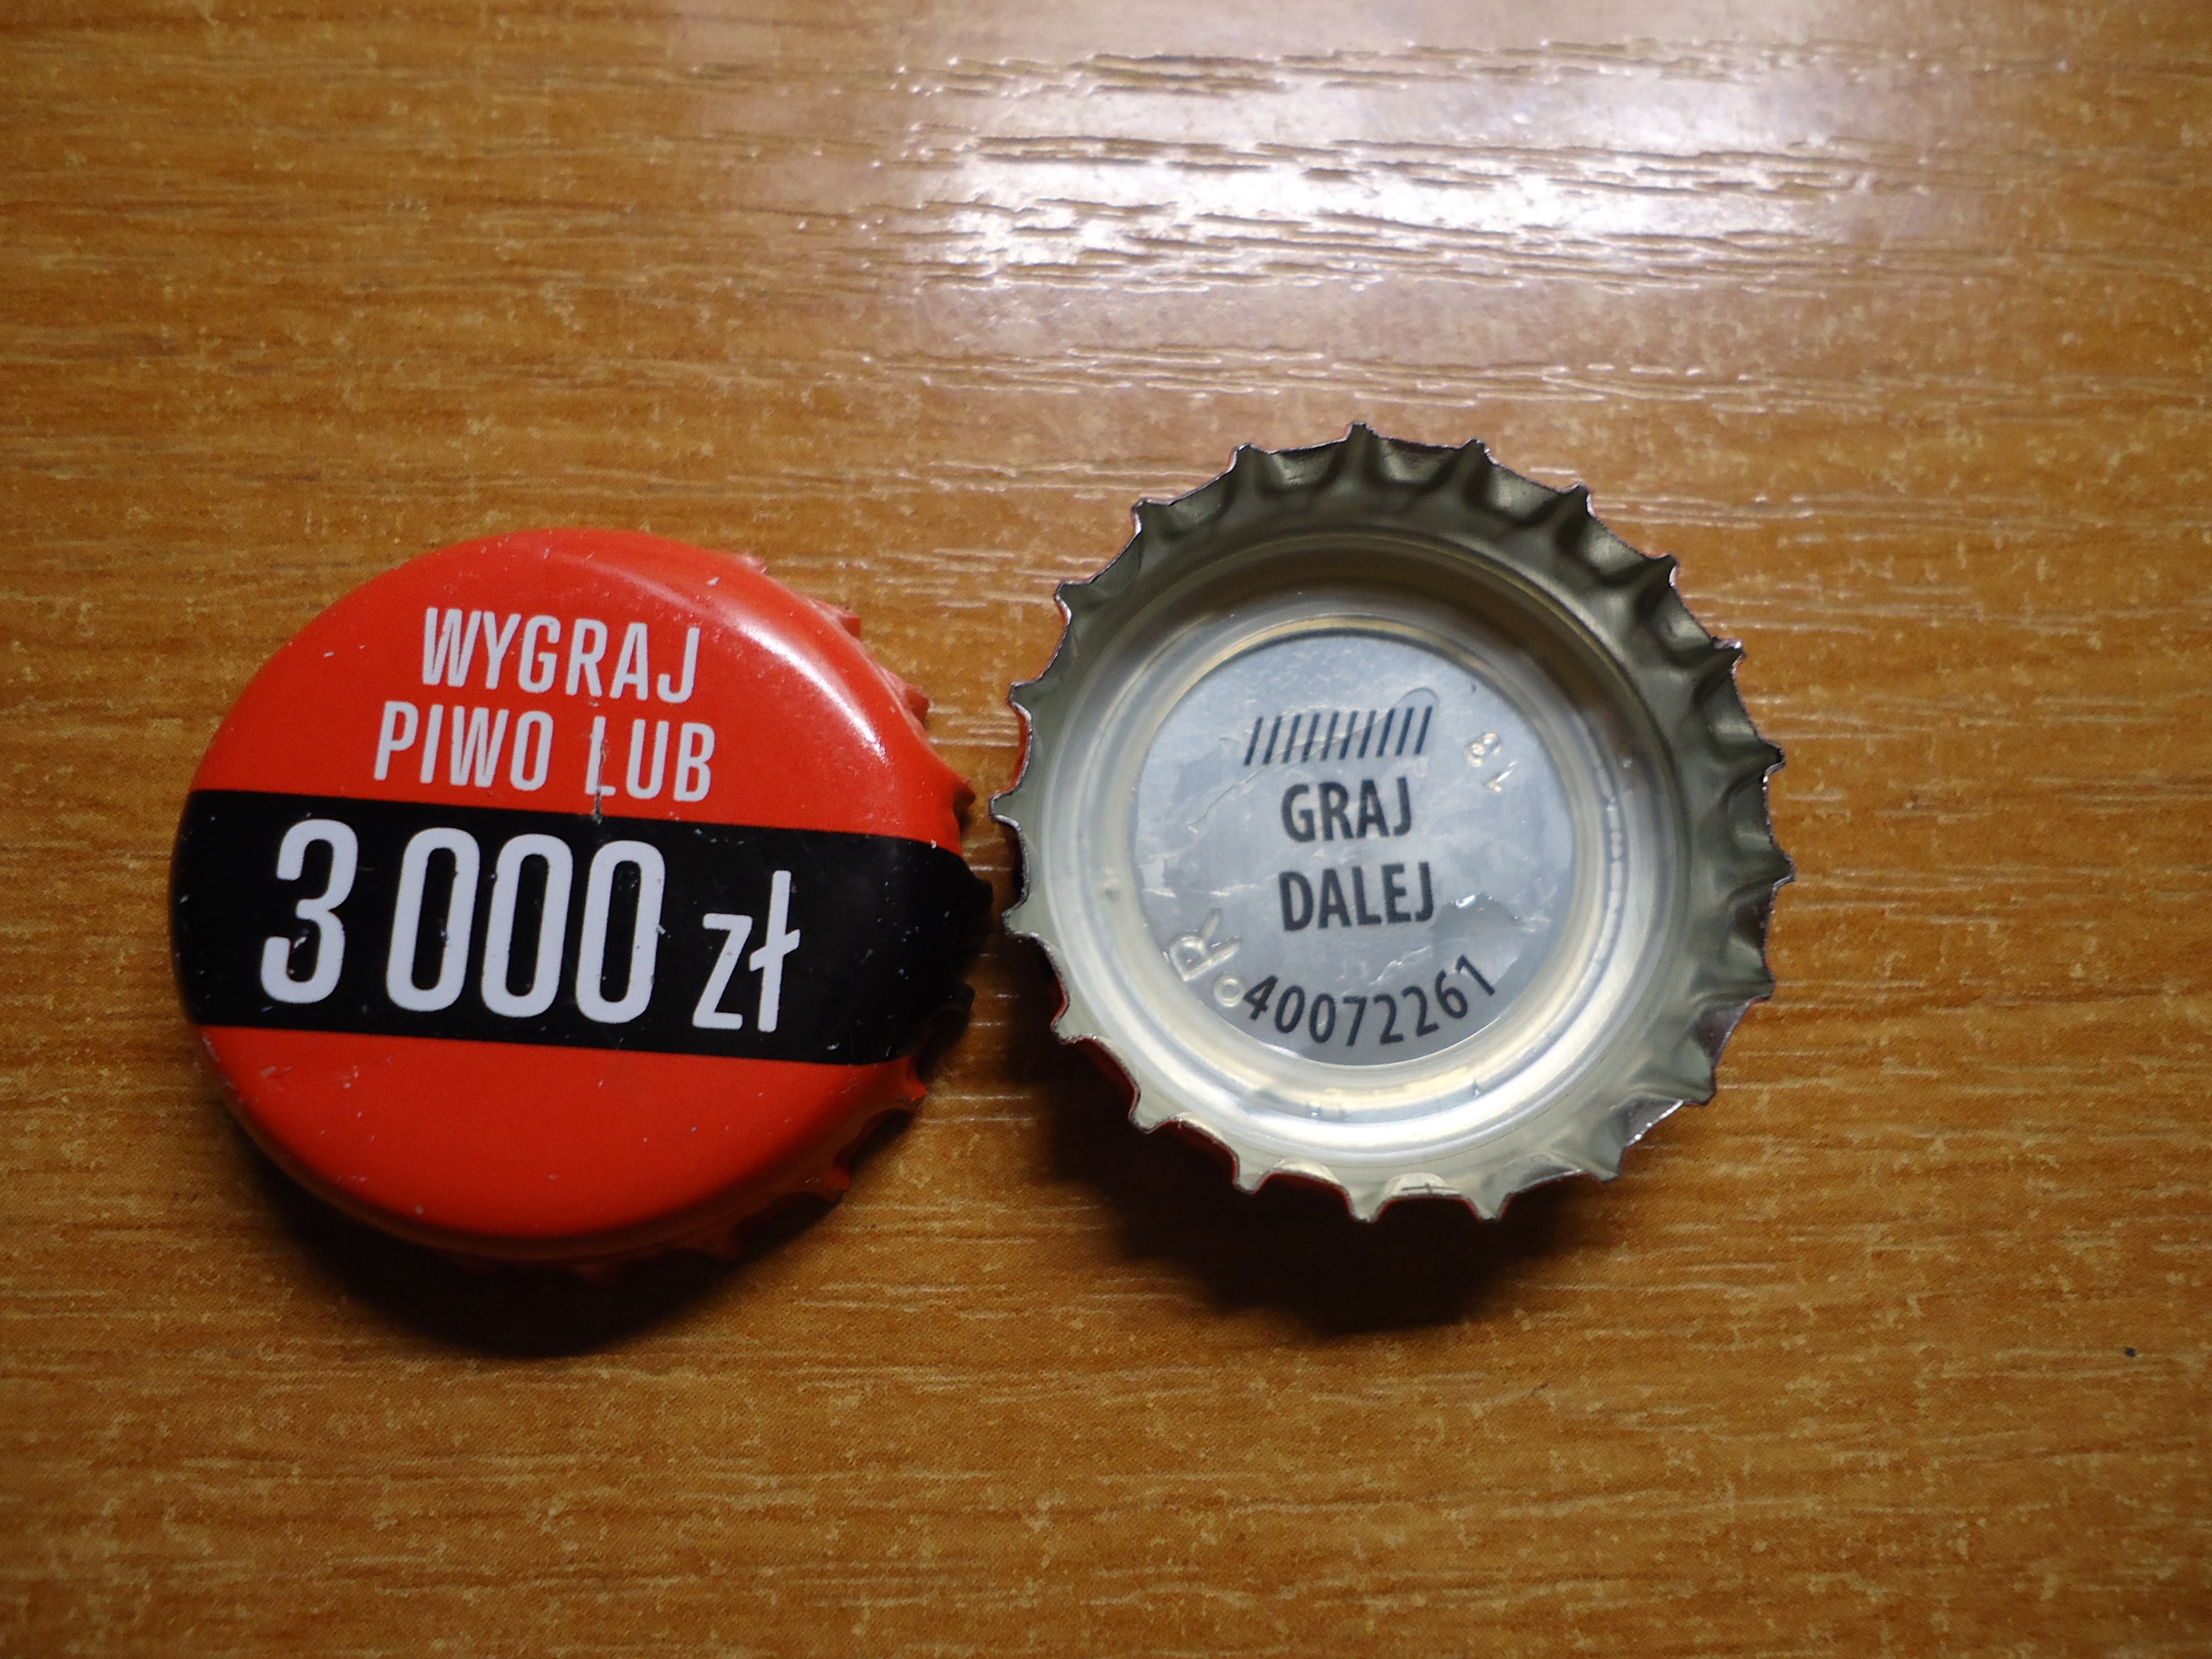 WYGRAJ
PIWO LUB
3 000 zł
GRAJ
DALEJ
40072261